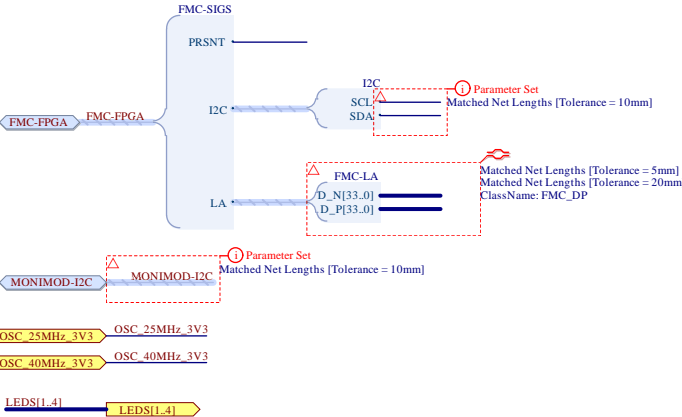 FMC-SIGS
PRSNT
FMC-FPGA
FMC-FPGA
I2C
LA
I2C
SCL
SDA
Parameter Set
Matched Net Lengths [Tolerance = 10mm]
FMC-LA
D_N[33..0]
D_P[33..0]
Matched Net Lengths [Tolerance = 5mm]
Matched Net Lengths [Tolerance = 20mm
ClassName: FMC_DP
Parameter Set
Matched Net Lengths [Tolerance = 10mm]
MONIMOD-I2C
MONIMOD-I2C
OSC_25MHz_3V3
OSC_25MHz_3V3
OSC_40MHz_3V3
OSC_40MHz_3V3
LEDS[1..4]
LEDS[1..4]